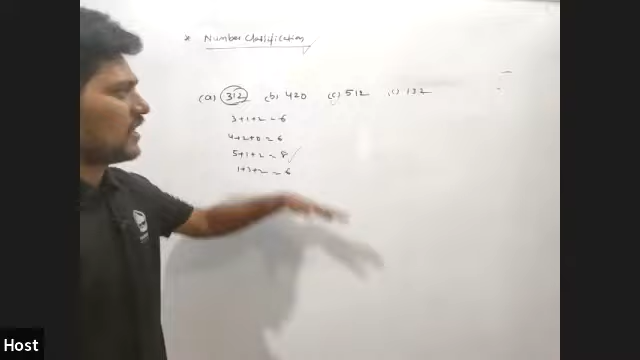 * Number Classification
(a) 312 (b) 420 (c) 512 () 132
3+1+2 = 6
4+2+0 = 6
5+1+2 = 8 ✓
1+3+2 = 6
Host